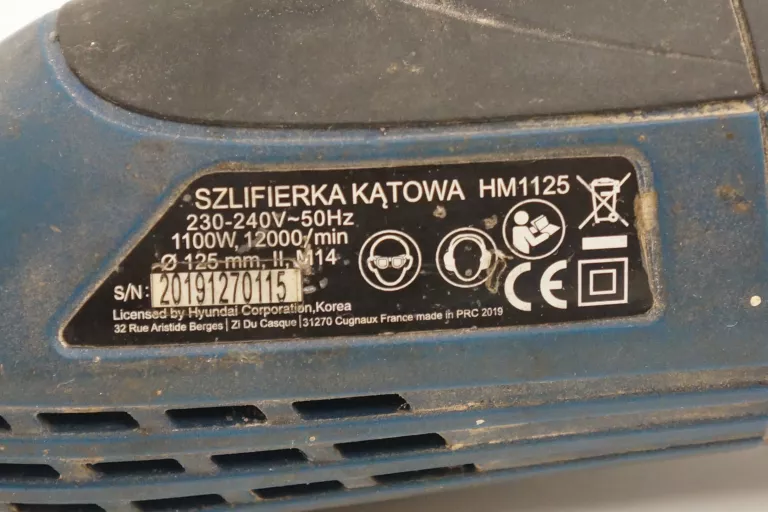 SZLIFIERKA KĄTOWA HM1125
230-240V~50Hz
1100W, 12000/min
Ø 125 mm, II, M14
S/N: 20191270115
Licensed by Hyundai Corporation,Korea
32 Rue Aristide Berges | Zi Du Casque | 31270 Cugnaux France made in PRC 2019
CE